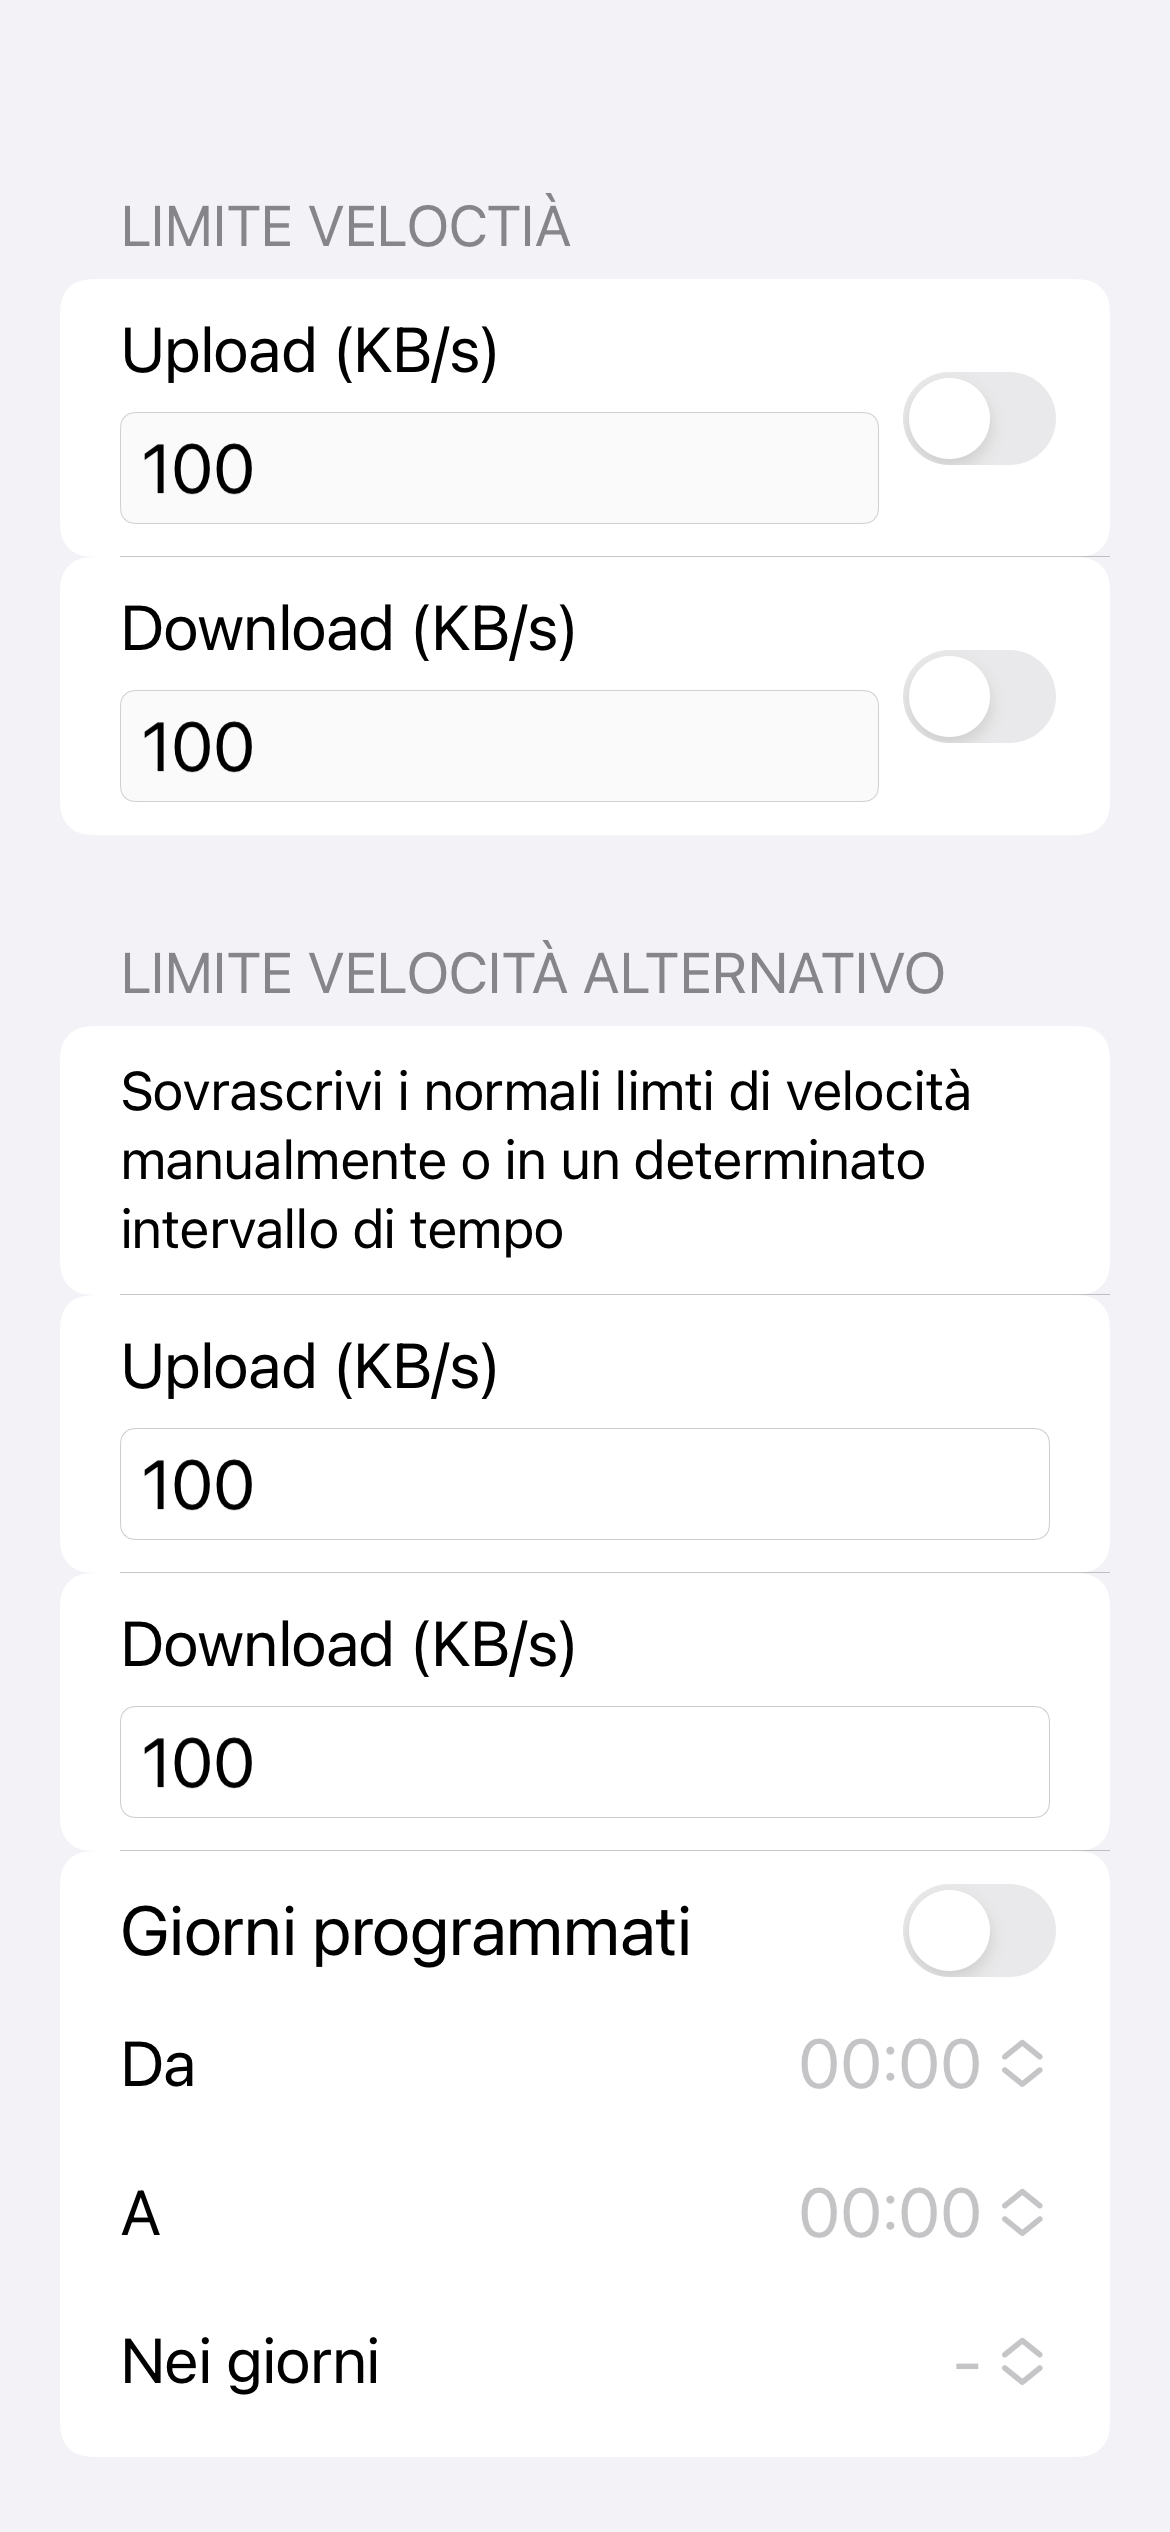 LIMITE VELOCTIÀ
Upload (KB/s)
100
Download (KB/s)
100
LIMITE VELOCITÀ ALTERNATIVO
Sovrascrivi i normali limti di velocità
manualmente o in un determinato
intervallo di tempo
Upload (KB/s)
100
Download (KB/s)
100
Giorni programmati
Da 00:00
A 00:00
Nei giorni -